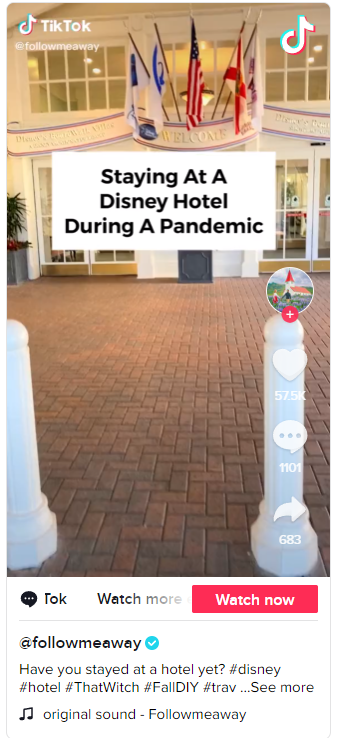 TikTok
@followmeaway
WELCOME
Staying At A
Disney Hotel
During A Pandemic
57.5K
1101
683
Tok Watch more Watch now
@followmeaway
Have you stayed at a hotel yet? #disney
#hotel #ThatWitch #FallDIY #trav ...See more
original sound - Followmeaway